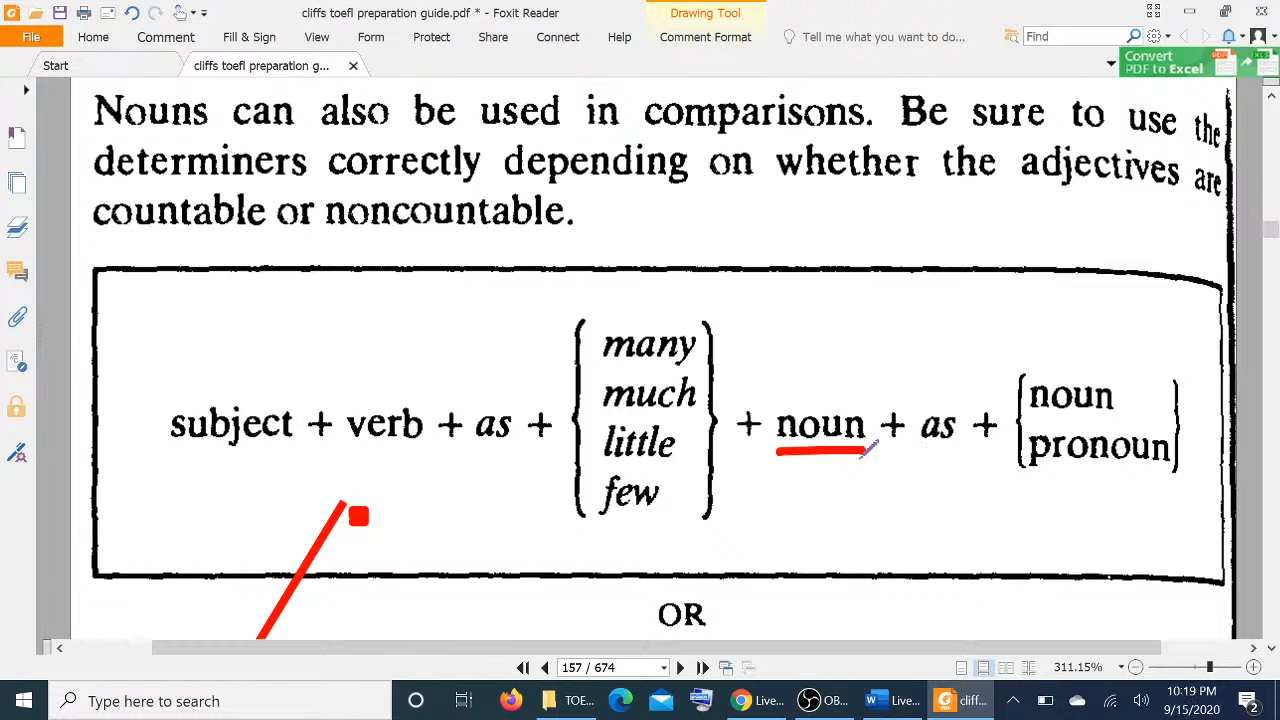 cliffs toefl preparation guide.pdf * - Foxit Reader
Drawing Tool
File Home Comment Fill & Sign View Form Protect Share Connect Help Comment Format Tell me what you want to do... Find
Start cliffs toefl preparation g...
Convert
PDF to Excel
Nouns can also be used in comparisons. Be sure to use the
determiners correctly depending on whether the adjectives are
countable or noncountable.
many
much
little
few
subject + verb + as + + noun + as +
noun
pronoun
OR
157 / 674
311.15%
Type here to search
TOE...
Live...
OB...
Live...
cliff...
10:19 PM
9/15/2020
2